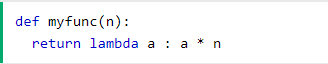 def myfunc(n):
  return lambda a : a * n